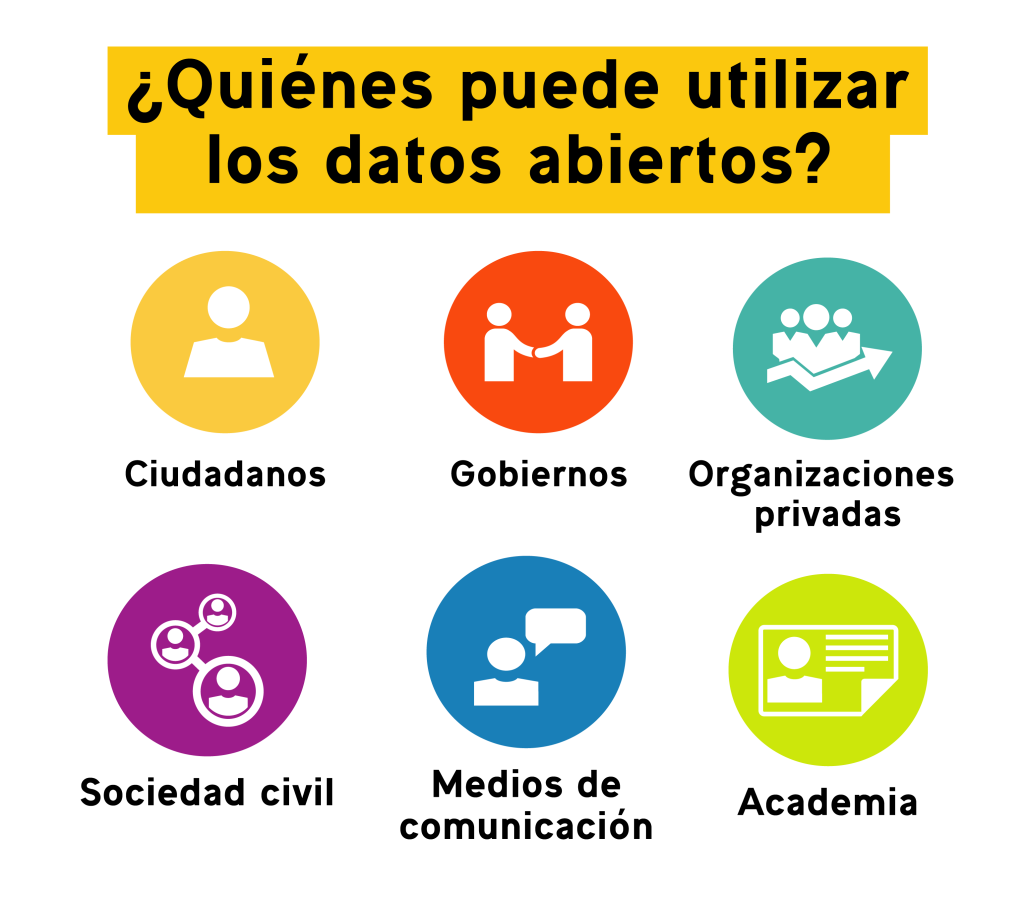 ¿Quiénes puede utilizar
los datos abiertos?
Ciudadanos
Gobiernos
Organizaciones
privadas
Sociedad civil
Medios de
comunicación
Academia